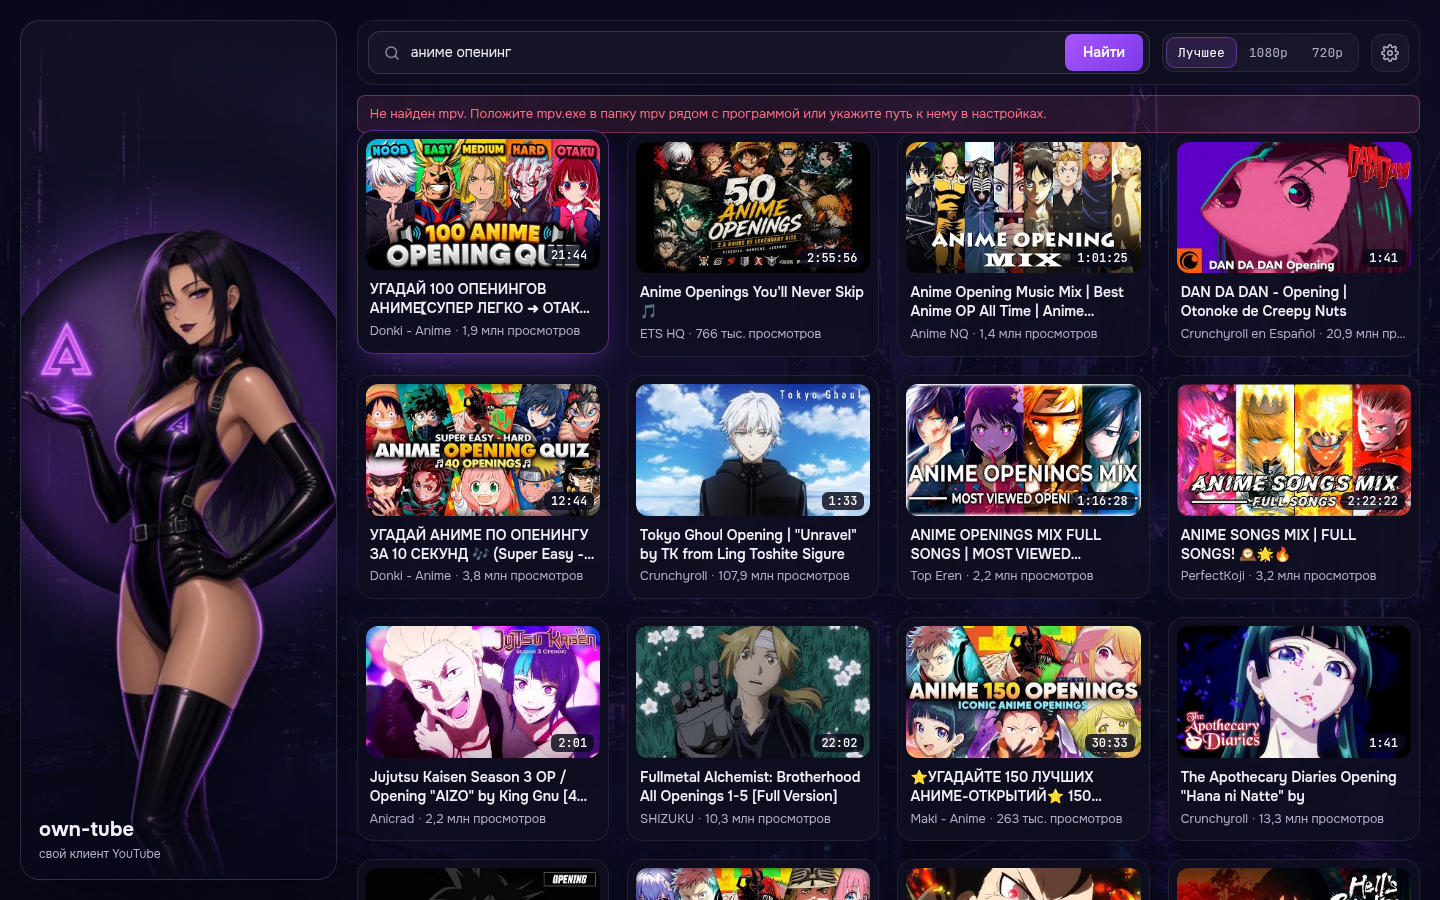 аниме опенинг
Найти
Лучшее
1080p
720p
Не найден mpv. Положите mpv.exe в папку mpv рядом с программой или укажите путь к нему в настройках.
NOOB EASY MEDIUM HARD OTAKU
100 ANIME
OPENING
21:44
УГАДАЙ 100 ОПЕНИНГОВ
АНИМЕ【СУПЕР ЛЕГКО ➜ ОТАК...
Donki - Anime · 1,9 млн просмотров
50
ANIME
OPENINGS
2:55:56
Anime Openings You'll Never Skip
🎵
ETS HQ · 766 тыс. просмотров
ANIME OPENING
MIX
1:01:25
Anime Opening Music Mix | Best
Anime OP All Time | Anime...
Anime NQ · 1,4 млн просмотров
DAN DA DAN
DAN DA DAN Opening
1:41
DAN DA DAN - Opening |
Otonoke de Creepy Nuts
Crunchyroll en Español · 20,9 млн пр...
SUPER EASY - HARD
ANIME OPENING QUIZ
♬40 OPENINGS♬
12:44
УГАДАЙ АНИМЕ ПО ОПЕНИНГУ
ЗА 10 СЕКУНД 🎶 (Super Easy -...
Donki - Anime · 3,8 млн просмотров
Tokyo Ghoul
1:33
Tokyo Ghoul Opening | "Unravel"
by TK from Ling Toshite Sigure
Crunchyroll · 107,9 млн просмотров
ANIME OPENINGS MIX
MOST VIEWED OPENI
1:16:28
ANIME OPENINGS MIX FULL
SONGS | MOST VIEWED...
Top Eren · 2,2 млн просмотров
ANIME SONGS MIX
FULL SONGS
2:22:22
ANIME SONGS MIX | FULL
SONGS! 🕰️🌟🔥
PerfectKoji · 3,2 млн просмотров
JUJUTSU KAISEN
SEASON 3 OPENING
2:01
Jujutsu Kaisen Season 3 OP /
Opening "AIZO" by King Gnu [4...
Anicrad · 2,2 млн просмотров
22:02
Fullmetal Alchemist: Brotherhood
All Openings 1-5 [Full Version]
SHIZUKU · 10,3 млн просмотров
ANIME 150 OPENINGS
ICONIC ANIME OPENINGS
30:33
⭐УГАДАЙТЕ 150 ЛУЧШИХ
АНИМЕ-ОТКРЫТИЙ⭐ 150...
Maki - Anime · 263 тыс. просмотров
The
Apothecary
Diaries
1:41
The Apothecary Diaries Opening
"Hana ni Natte" by
Crunchyroll · 13,3 млн просмотров
OPENING
Hell's
own-tube
свой клиент YouTube